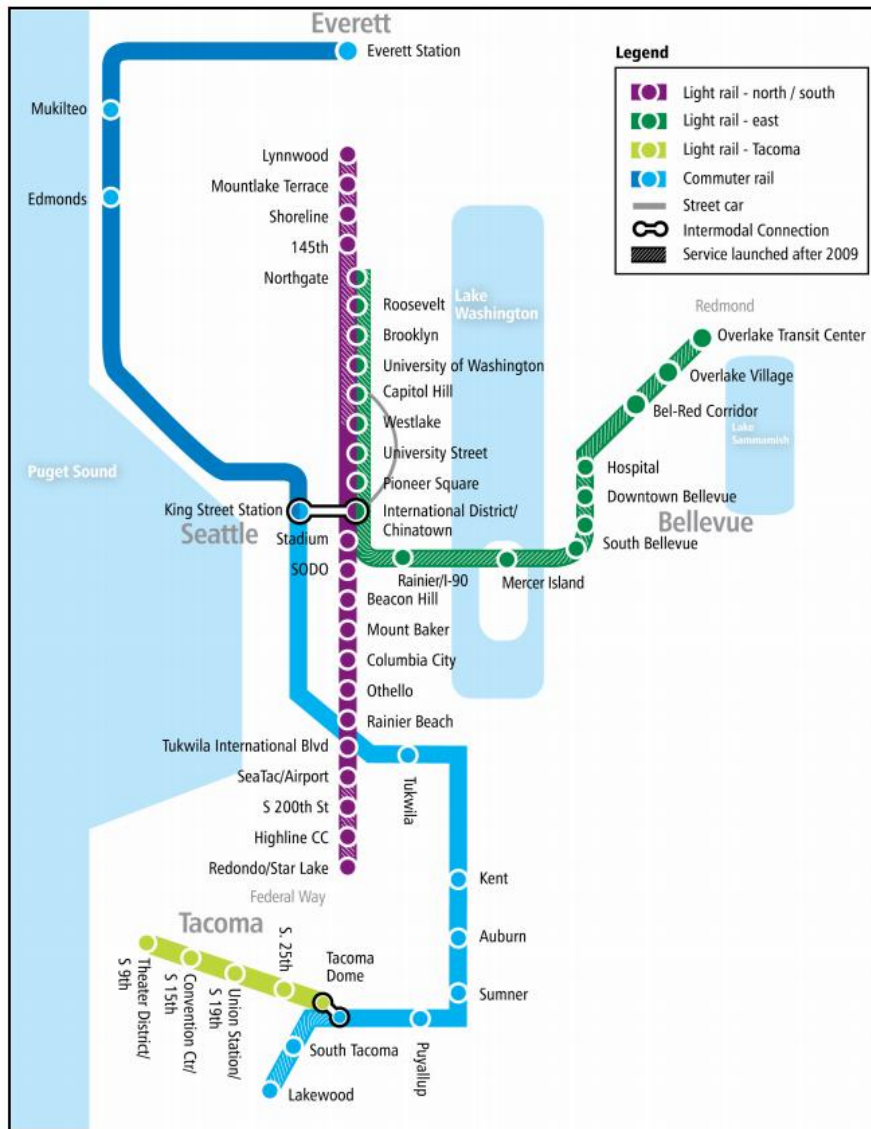 Everett
Everett Station
Legend
Light rail - north / south
Light rail - east
Light rail - Tacoma
Commuter rail
Street car
Intermodal Connection
Service launched after 2009
Mukilteo
Edmonds
Lynnwood
Mountlake Terrace
Shoreline
145th
Northgate
Roosevelt
Brooklyn
University of Washington
Capitol Hill
Westlake
University Street
Pioneer Square
International District/
Chinatown
Lake
Washington
Redmond
Overlake Transit Center
Overlake Village
Bel-Red Corridor
Lake
Sammamish
Hospital
Downtown Bellevue
Bellevue
South Bellevue
Puget Sound
King Street Station
Seattle
Stadium
SODO
Rainier/I-90
Mercer Island
Beacon Hill
Mount Baker
Columbia City
Othello
Rainier Beach
Tukwila International Blvd
SeaTac/Airport
S 200th St
Highline CC
Redondo/Star Lake
Federal Way
Tukwila
Kent
Auburn
Sumner
Puyallup
Tacoma
Tacoma
Dome
S. 25th
Union Station/
S 19th
Convention Ctr/
S 15th
Theater District/
S 9th
South Tacoma
Lakewood